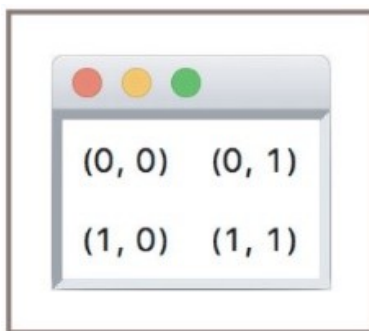 (0, 0) (0, 1)
(1, 0) (1, 1)